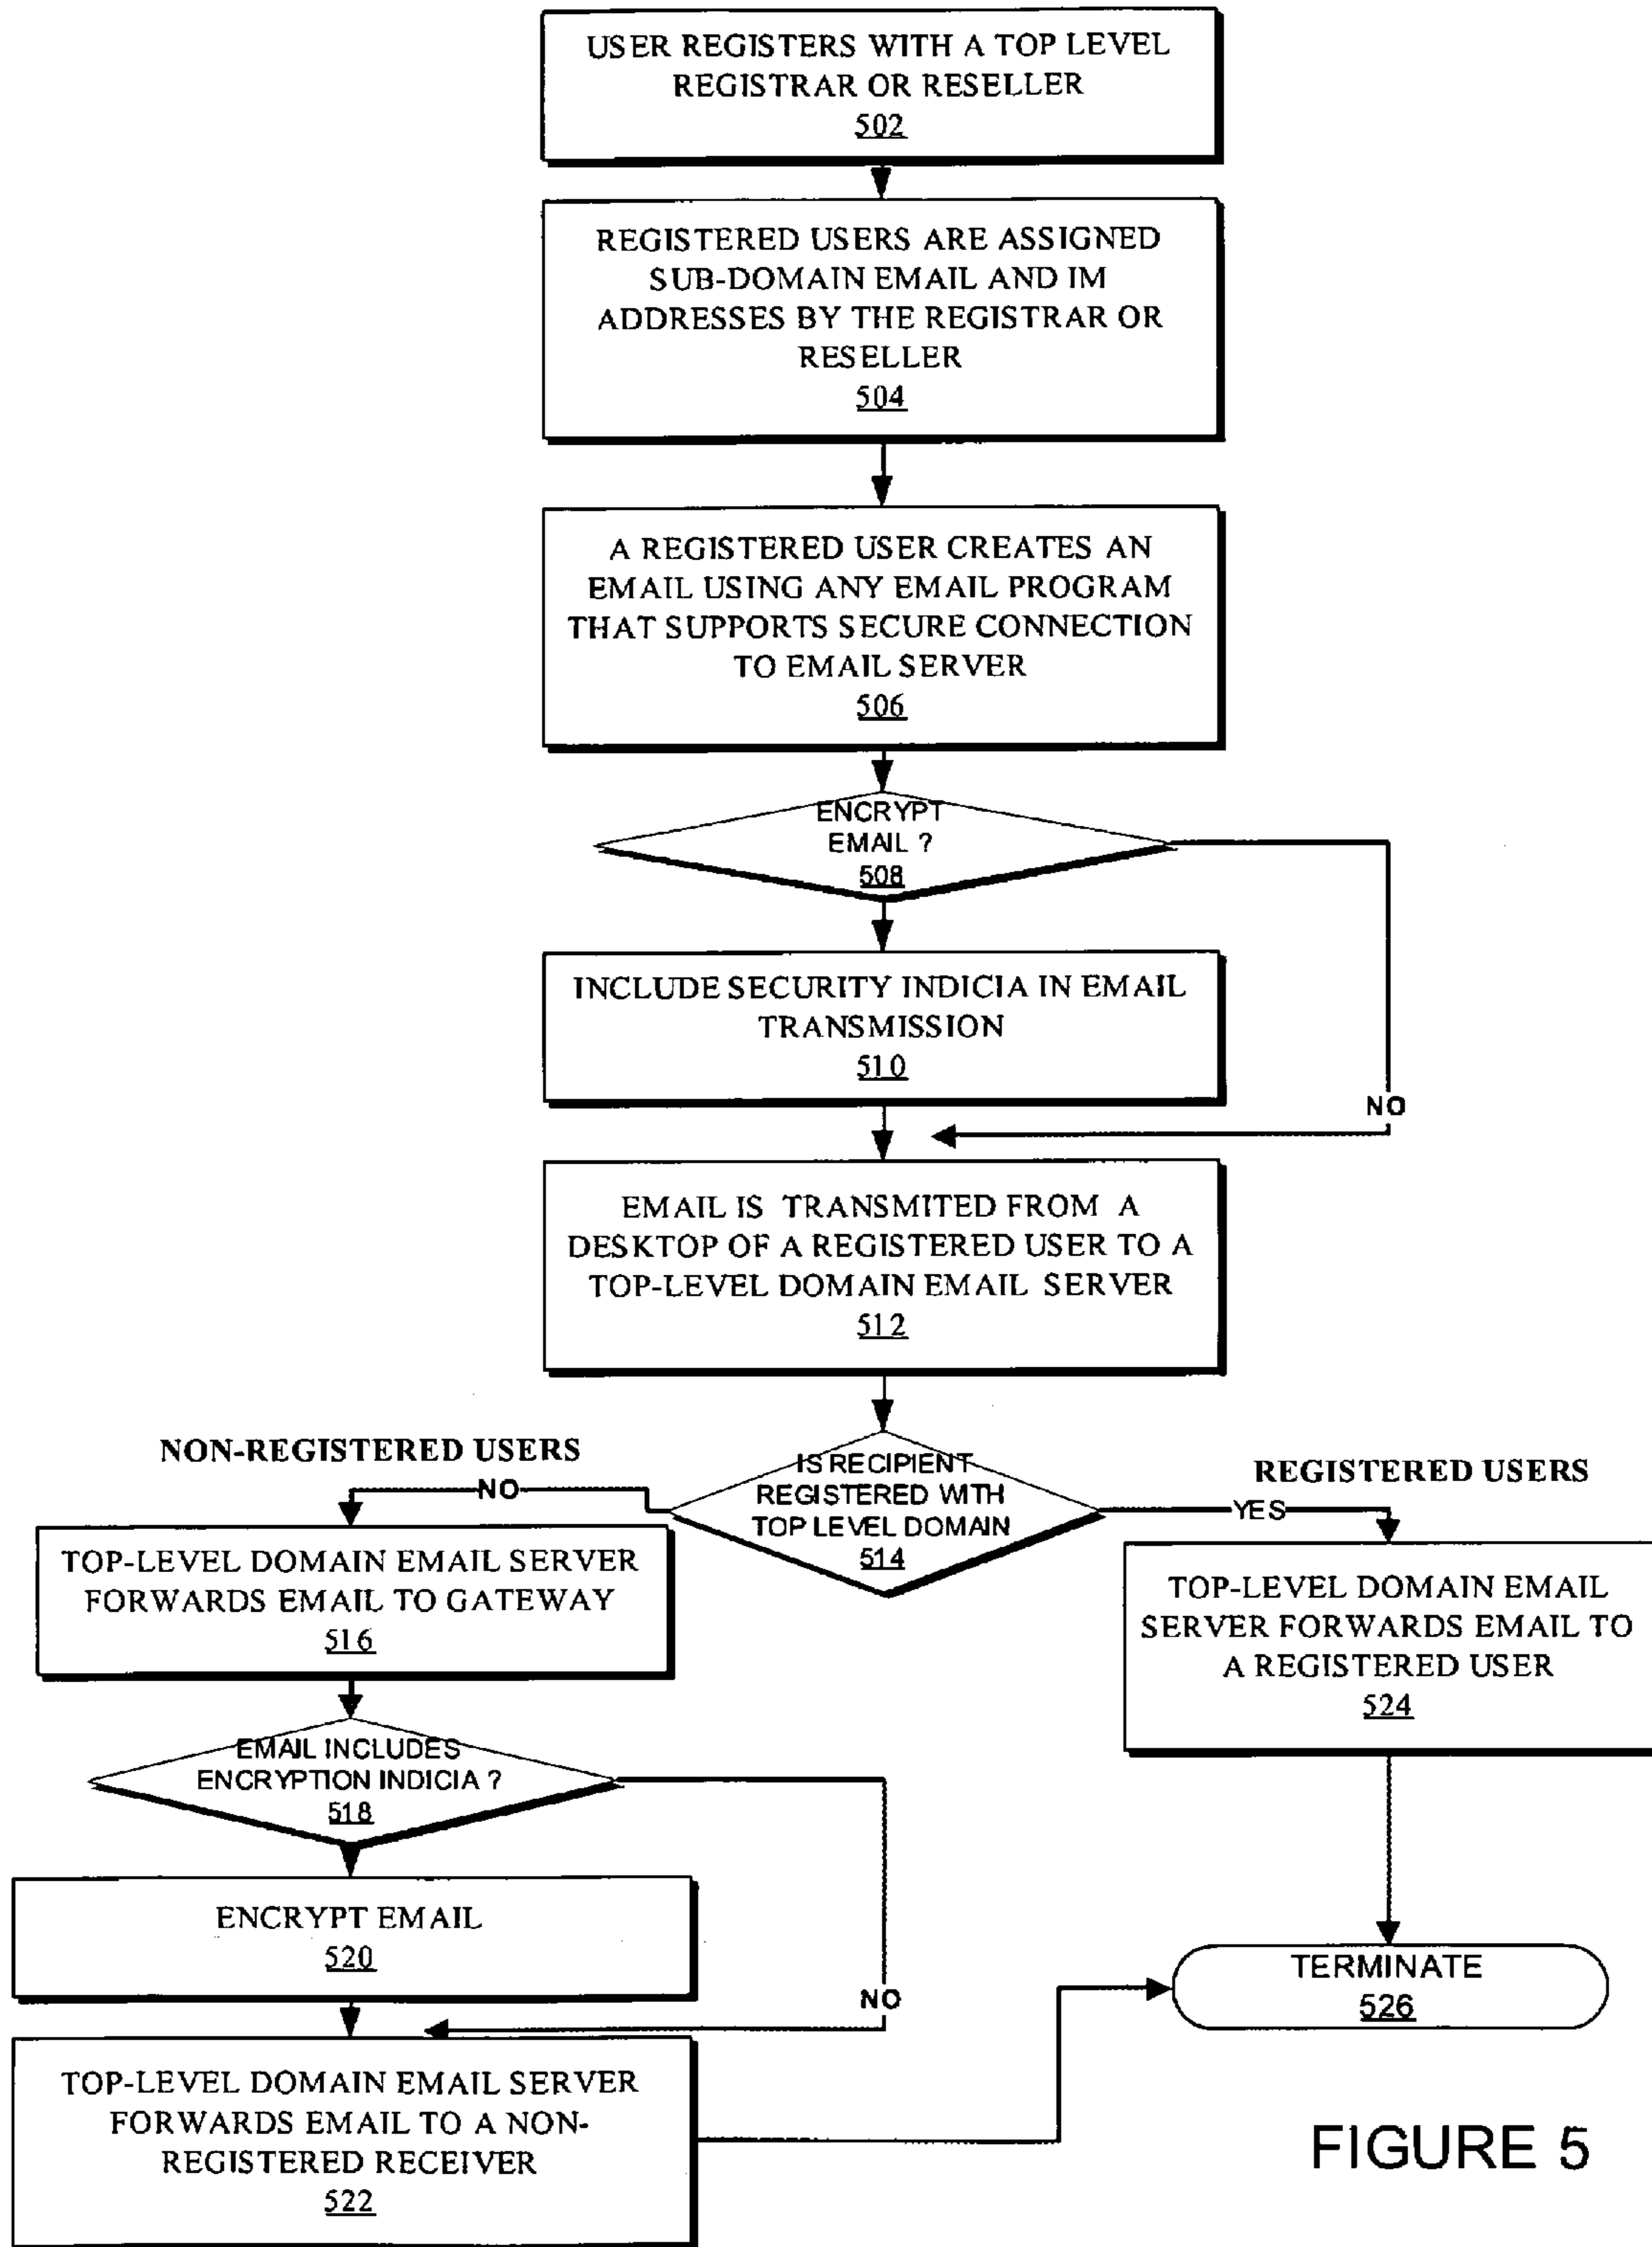 USER REGISTERS WITH A TOP LEVEL
REGISTRAR OR RESELLER
502
REGISTERED USERS ARE ASSIGNED
SUB-DOMAIN EMAIL AND IM
ADDRESSES BY THE REGISTRAR OR
RESELLER
504
A REGISTERED USER CREATES AN
EMAIL USING ANY EMAIL PROGRAM
THAT SUPPORTS SECURE CONNECTION
TO EMAIL SERVER
506
ENCRYPT
EMAIL ?
508
INCLUDE SECURITY INDICIA IN EMAIL
TRANSMISSION
510
NO
EMAIL IS TRANSMITED FROM A
DESKTOP OF A REGISTERED USER TO A
TOP-LEVEL DOMAIN EMAIL SERVER
512
NON-REGISTERED USERS
NO
IS RECIPIENT
REGISTERED WITH
TOP LEVEL DOMAIN
514
REGISTERED USERS
YES
TOP-LEVEL DOMAIN EMAIL SERVER
FORWARDS EMAIL TO GATEWAY
516
TOP-LEVEL DOMAIN EMAIL
SERVER FORWARDS EMAIL TO
A REGISTERED USER
524
EMAIL INCLUDES
ENCRYPTION INDICIA ?
518
ENCRYPT EMAIL
520
NO
TERMINATE
526
TOP-LEVEL DOMAIN EMAIL SERVER
FORWARDS EMAIL TO A NON-
REGISTERED RECEIVER
522
FIGURE 5